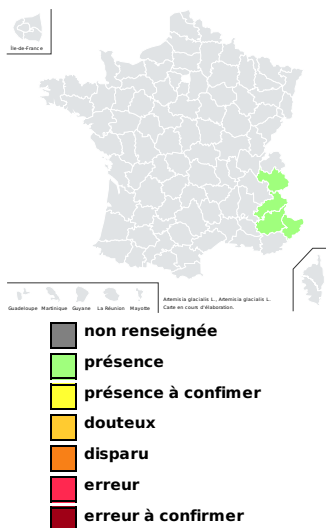 Île-de-France
Guadeloupe Martinique Guyane La Réunion Mayotte
Artemisia glacialis L., Artemisia glacialis L.
Carte en cours d'élaboration.
non renseignée
présence
présence à confimer
douteux
disparu
erreur
erreur à confirmer